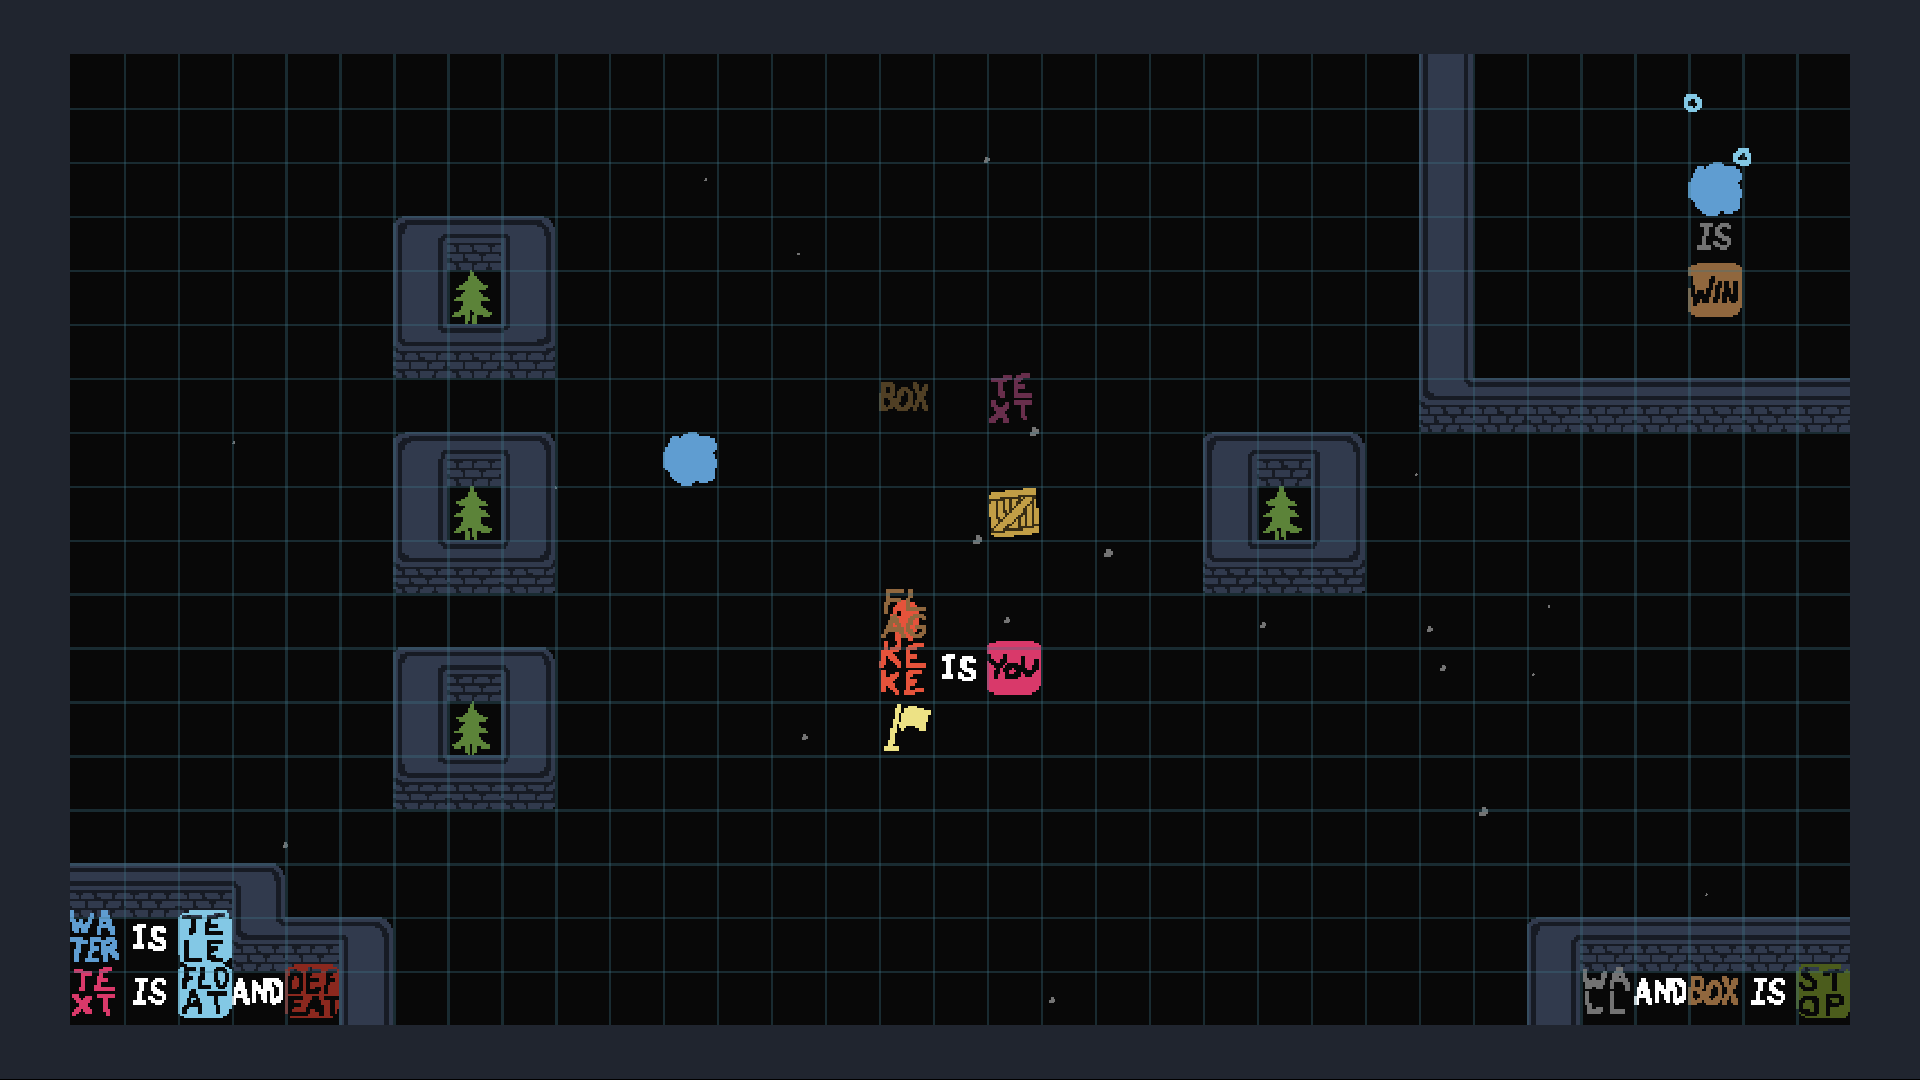 IS
WIN
BOX TEXT
FLAG
KEKE IS YOU
WATER IS TELE
TEXT IS FLOAT AND DEFEAT
WALL AND BOX IS STOP